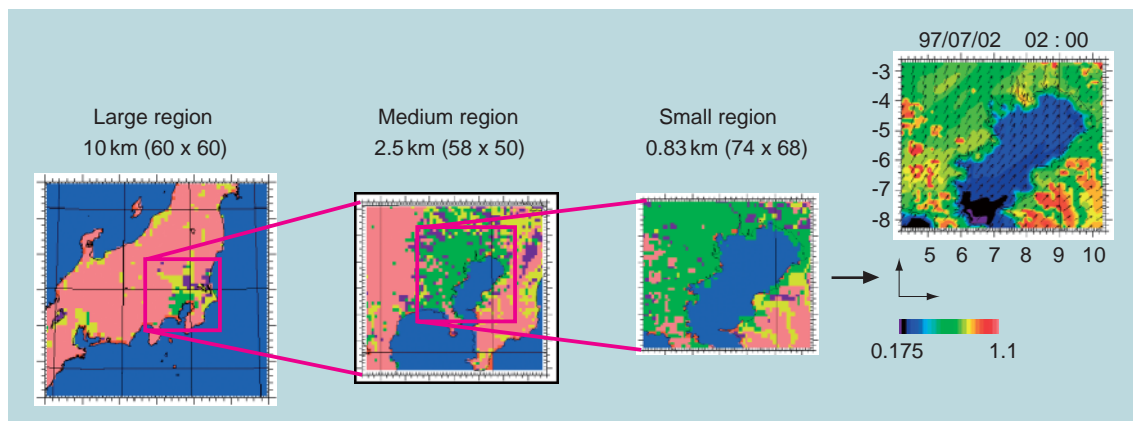 Large region
10 km (60 x 60)
Medium region
2.5 km (58 x 50)
Small region
0.83 km (74 x 68)
97/07/02 02 : 00
-3
-4
-5
-6
-7
-8
5 6 7 8 9 10
0.175 1.1